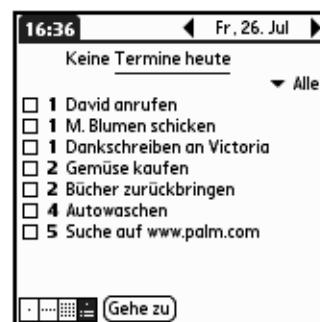 16:36 Fr, 26. Jul
Keine Termine heute
Alle
1 David anrufen
1 M. Blumen schicken
1 Dankschreiben an Victoria
2 Gemüse kaufen
2 Bücher zurückbringen
4 Autowaschen
5 Suche auf www.palm.com
Gehe zu